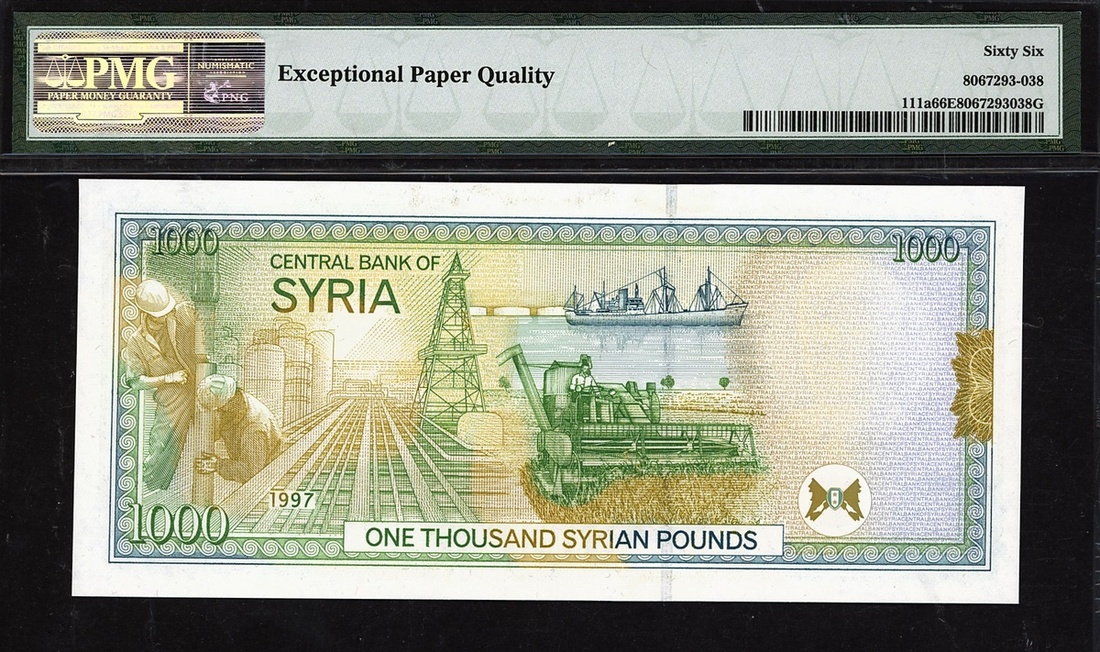 PMG
PAPER MONEY GUARANTY
NUMISMATIC
PNG
Exceptional Paper Quality
Sixty Six
8067293-038
111a66E8067293038G
1000
1000
CENTRAL BANK OF
SYRIA
1997
1000
ONE THOUSAND SYRIAN POUNDS